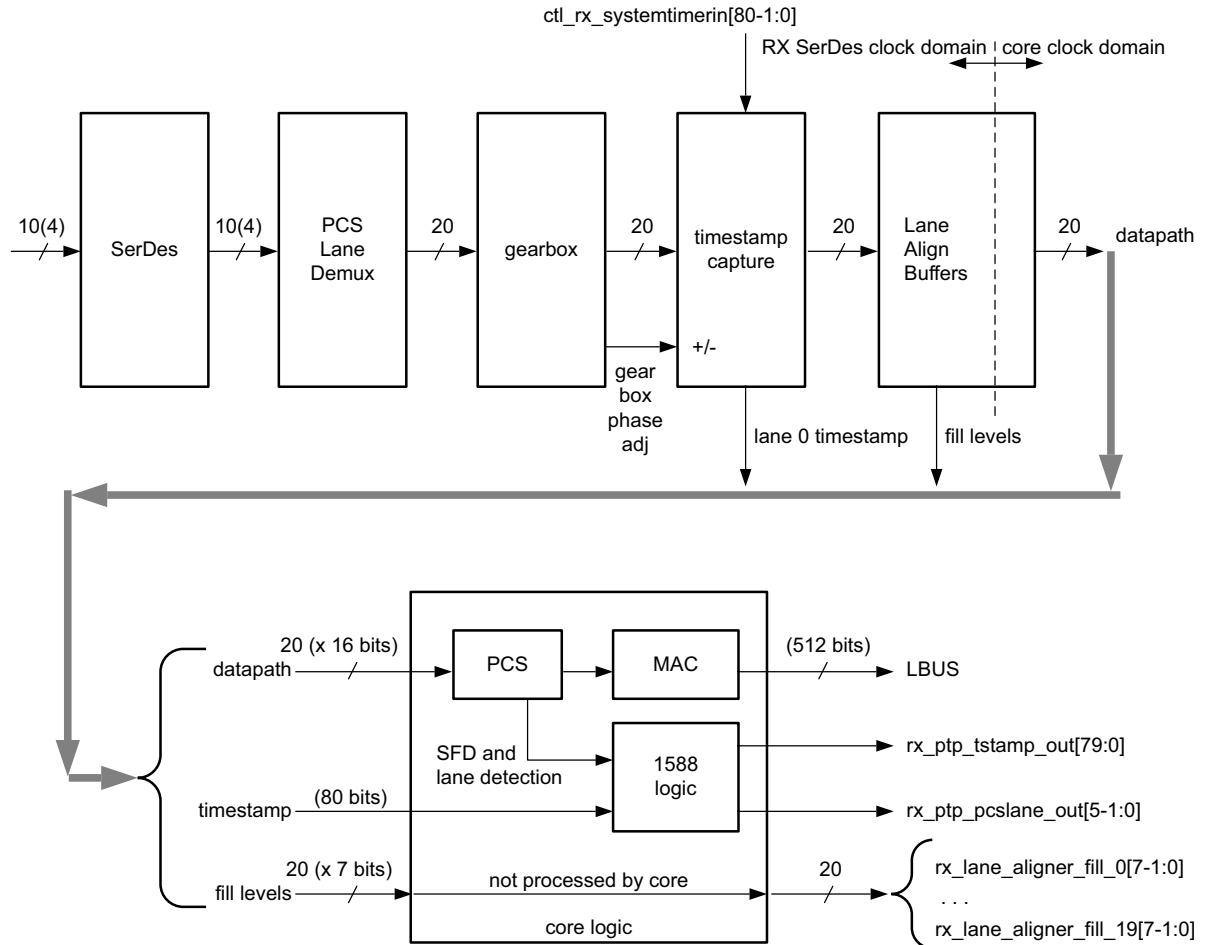 ctl_rx_systemtimerin[80-1:0]
RX SerDes clock domain
core clock domain
10(4)
SerDes
10(4)
PCS
Lane
Demux
20
gearbox
20
timestamp
capture
+/-
20
Lane
Align
Buffers
20
datapath
gear
box
phase
adj
lane 0 timestamp
fill levels
datapath
20 (x 16 bits)
PCS
MAC
(512 bits)
LBUS
SFD and
lane detection
1588
logic
rx_ptp_tstamp_out[79:0]
timestamp
(80 bits)
rx_ptp_pcslane_out[5-1:0]
fill levels
20 (x 7 bits)
not processed by core
20
rx_lane_aligner_fill_0[7-1:0]
. . .
rx_lane_aligner_fill_19[7-1:0]
core logic